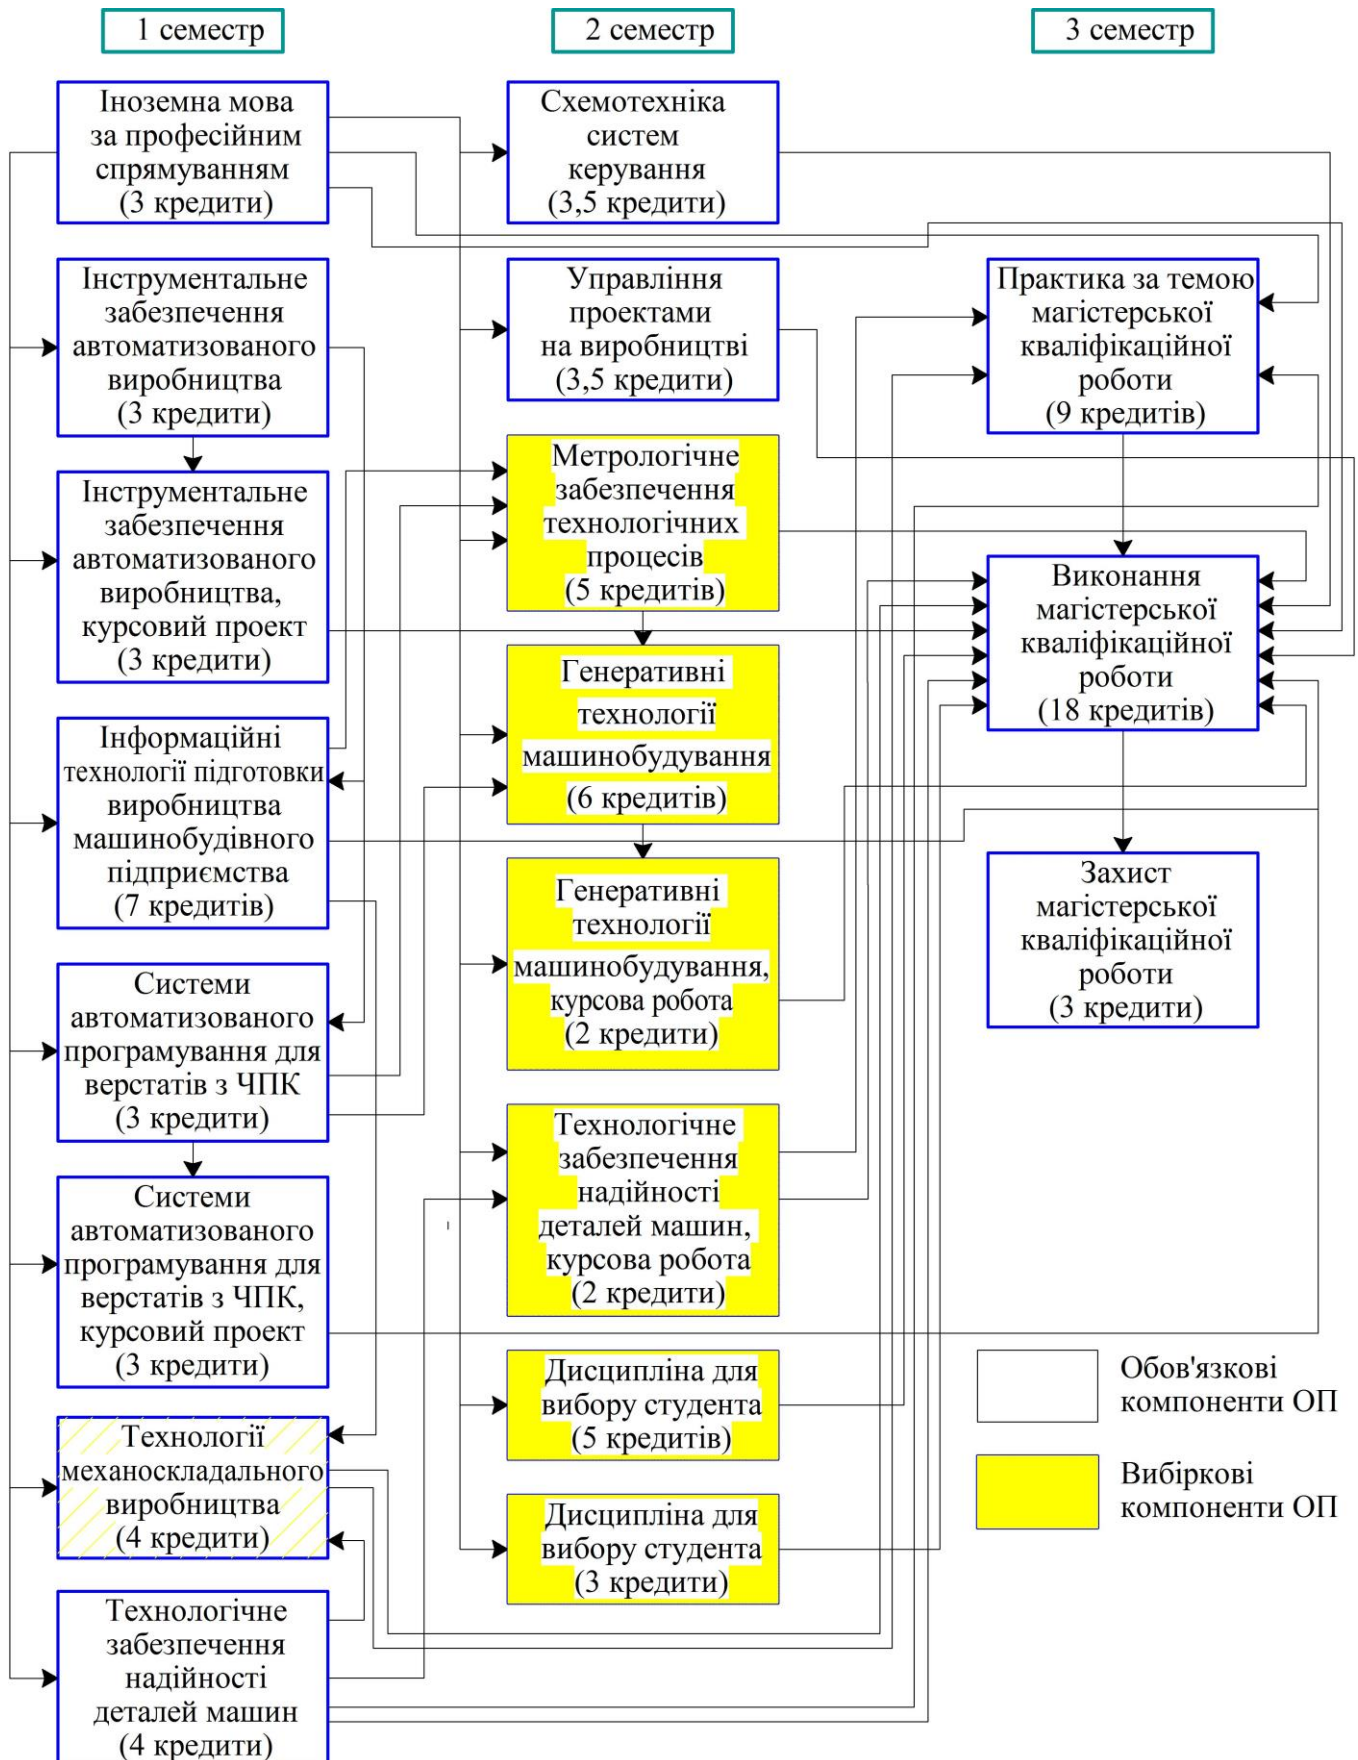 1 семестр
2 семестр
3 семестр
Іноземна мова
за професійним
спрямуванням
(3 кредити)
Інструментальне
забезпечення
автоматизованого
виробництва
(3 кредити)
Інструментальне
забезпечення
автоматизованого
виробництва,
курсовий проект
(3 кредити)
Інформаційні
технології підготовки
виробництва
машинобудівного
підприємства
(7 кредитів)
Системи
автоматизованого
програмування для
верстатів з ЧПК
(3 кредити)
Системи
автоматизованого
програмування для
верстатів з ЧПК,
курсовий проект
(3 кредити)
Технології
механоскладального
виробництва
(4 кредити)
Технологічне
забезпечення
надійності
деталей машин
(4 кредити)
Схемотехніка
систем
керування
(3,5 кредити)
Управління
проектами
на виробництві
(3,5 кредити)
Метрологічне
забезпечення
технологічних
процесів
(5 кредитів)
Генеративні
технології
машинобудування
(6 кредитів)
Генеративні
технології
машинобудування,
курсова робота
(2 кредити)
Технологічне
забезпечення
надійності
деталей машин,
курсова робота
(2 кредити)
Дисципліна для
вибору студента
(5 кредитів)
Дисципліна для
вибору студента
(3 кредити)
Практика за темою
магістерської
кваліфікаційної
роботи
(9 кредитів)
Виконання
магістерської
кваліфікаційної
роботи
(18 кредитів)
Захист
магістерської
кваліфікаційної
роботи
(3 кредити)
Обов'язкові
компоненти ОП
Вибіркові
компоненти ОП